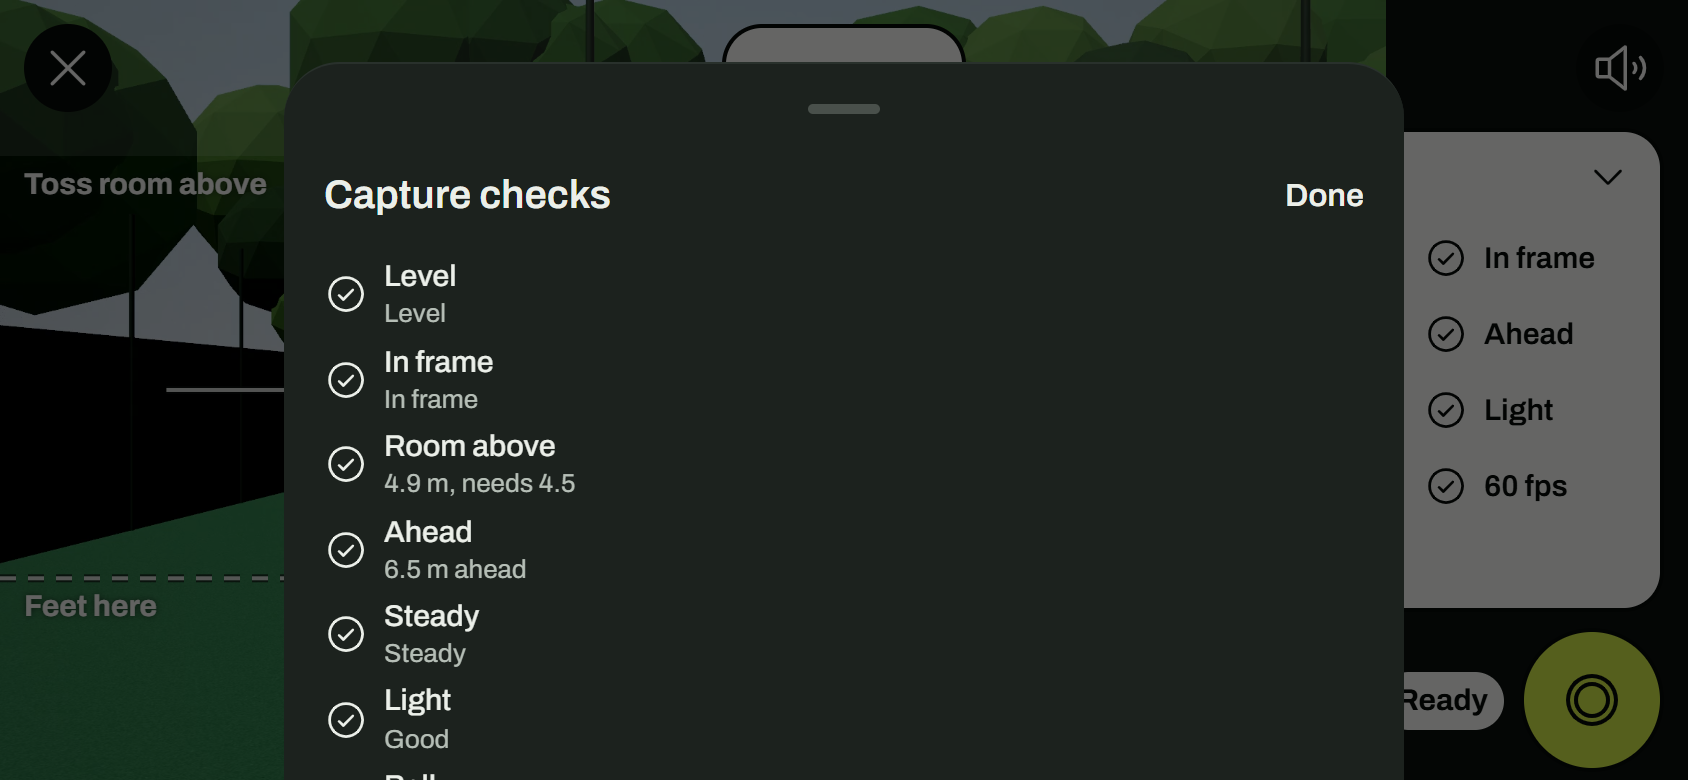 Toss room above
Feet here
Capture checks
Done
Level
Level
In frame
In frame
Room above
4.9 m, needs 4.5
Ahead
6.5 m ahead
Steady
Steady
Light
Good
In frame
Ahead
Light
60 fps
Ready